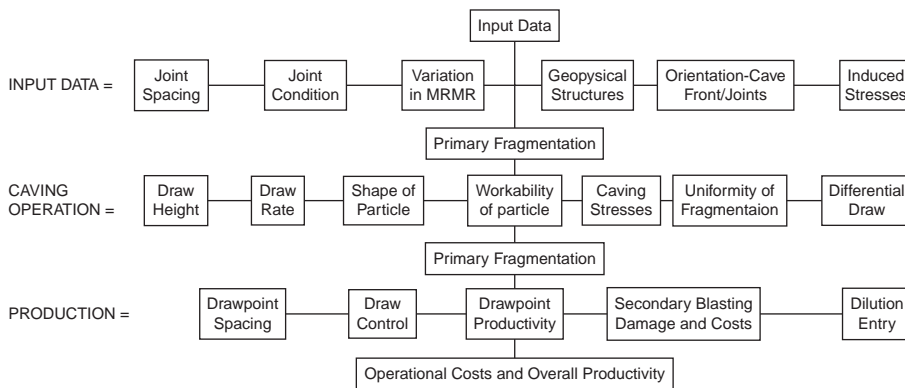 Input Data
INPUT DATA =
Joint
Spacing
Joint
Condition
Variation
in MRMR
Geopysical
Structures
Orientation-Cave
Front/Joints
Induced
Stresses
Primary Fragmentation
CAVING
OPERATION =
Draw
Height
Draw
Rate
Shape of
Particle
Workability
of particle
Caving
Stresses
Uniformity of
Fragmentaion
Differential
Draw
Primary Fragmentation
PRODUCTION =
Drawpoint
Spacing
Draw
Control
Drawpoint
Productivity
Secondary Blasting
Damage and Costs
Dilution
Entry
Operational Costs and Overall Productivity